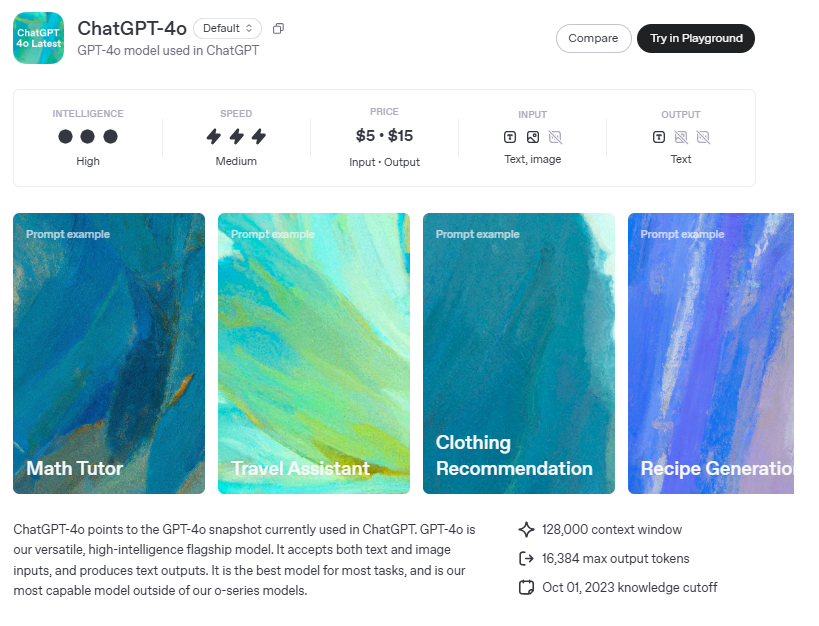 ChatGPT
4o Latest
ChatGPT-4o
Default
GPT-4o model used in ChatGPT
Compare
Try in Playground
INTELLIGENCE
High
SPEED
Medium
PRICE
$5 • $15
Input • Output
INPUT
Text, image
OUTPUT
Text
Prompt example
Math Tutor
Prompt example
Travel Assistant
Prompt example
Clothing
Recommendation
Prompt example
Recipe Generatio
ChatGPT-4o points to the GPT-4o snapshot currently used in ChatGPT. GPT-4o is
our versatile, high-intelligence flagship model. It accepts both text and image
inputs, and produces text outputs. It is the best model for most tasks, and is our
most capable model outside of our o-series models.
128,000 context window
16,384 max output tokens
Oct 01, 2023 knowledge cutoff